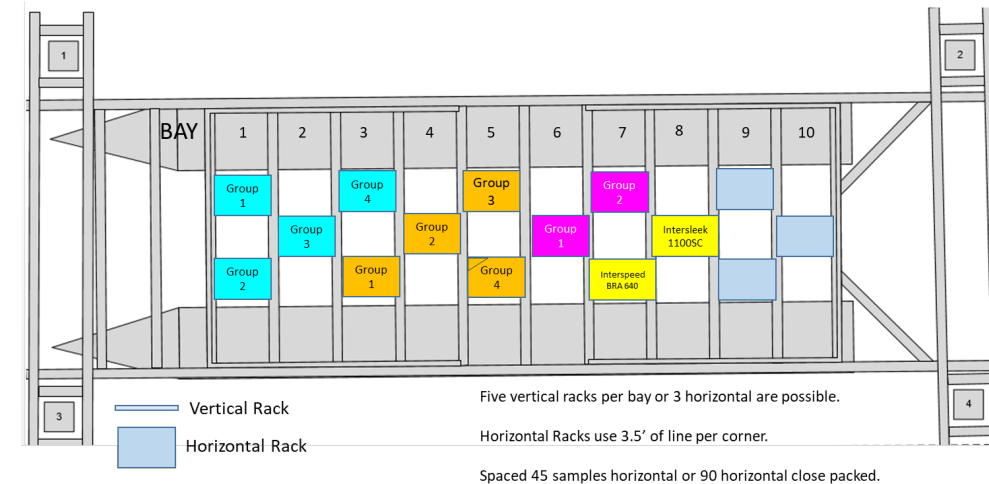 1
2
BAY
1 2 3 4 5 6 7 8 9 10
Group
1
Group
4
Group
3
Group
2
Group
3
Group
2
Group
1
Intersleek
1100SC
Group
2
Group
1
Group
4
Interspeed
BRA 640
3
4
Vertical Rack
Horizontal Rack
Five vertical racks per bay or 3 horizontal are possible.
Horizontal Racks use 3.5’ of line per corner.
Spaced 45 samples horizontal or 90 horizontal close packed.